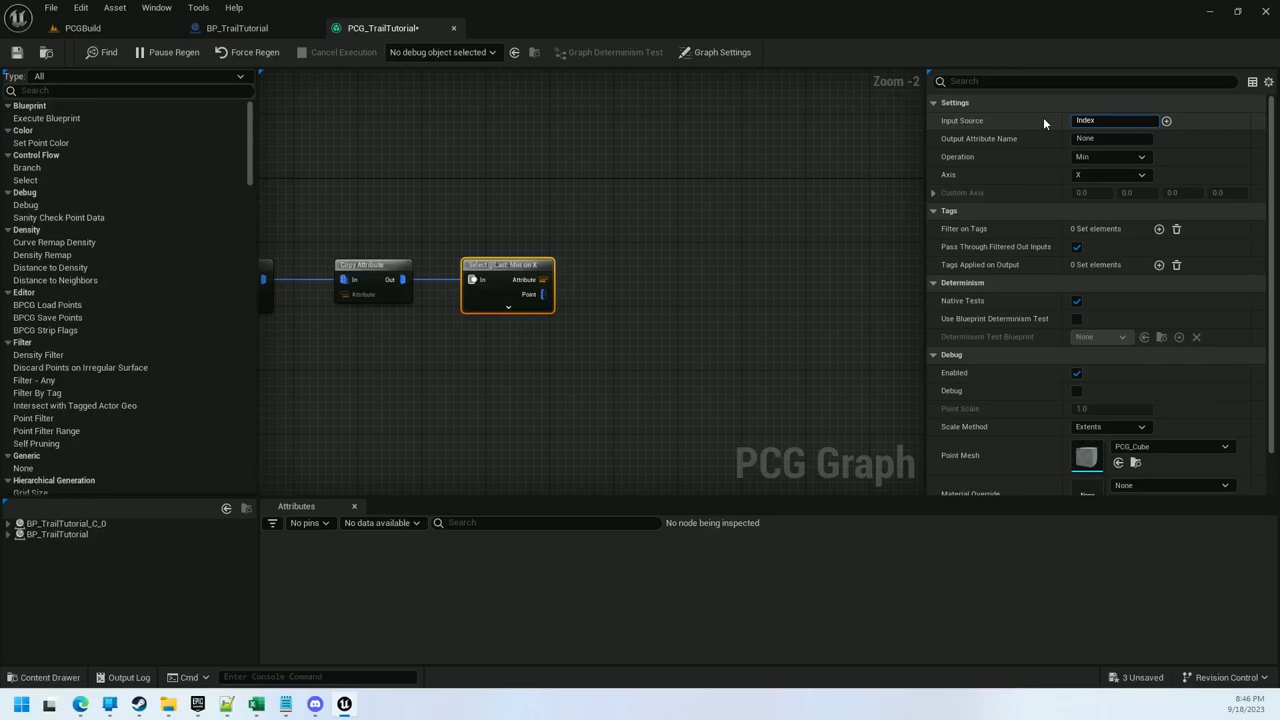 File Edit Asset Window Tools Help
PCGBuild BP_TrailTutorial PCG_TrailTutorial•
Find Pause Regen Force Regen Cancel Execution No debug object selected Graph Determinism Test Graph Settings
Type: All
Search
Blueprint
Execute Blueprint
Color
Set Point Color
Control Flow
Branch
Select
Debug
Debug
Sanity Check Point Data
Density
Curve Remap Density
Density Remap
Distance to Density
Distance to Neighbors
Editor
BPCG Load Points
BPCG Save Points
BPCG Strip Flags
Filter
Density Filter
Discard Points on Irregular Surface
Filter - Any
Filter By Tag
Intersect with Tagged Actor Geo
Point Filter
Point Filter Range
Self Pruning
Generic
None
Hierarchical Generation
Grid Size
Zoom -2
Copy Attribute
In Out
Attribute
Select @Last: Min on X
In Attribute
Point
PCG Graph
Search
Settings
Input Source Index
Output Attribute Name None
Operation Min
Axis X
Custom Axis 0.0 0.0 0.0 0.0
Tags
Filter on Tags 0 Set elements
Pass Through Filtered Out Inputs
Tags Applied on Output 0 Set elements
Determinism
Native Tests
Use Blueprint Determinism Test
Determinism Test Blueprint None
Debug
Enabled
Debug
Point Scale 1.0
Scale Method Extents
Point Mesh PCG_Cube
Material Override None None
BP_TrailTutorial_C_0
BP_TrailTutorial
Attributes
No pins No data available Search No node being inspected
Content Drawer Output Log Cmd Enter Console Command 3 Unsaved Revision Control
8:46 PM
9/18/2023